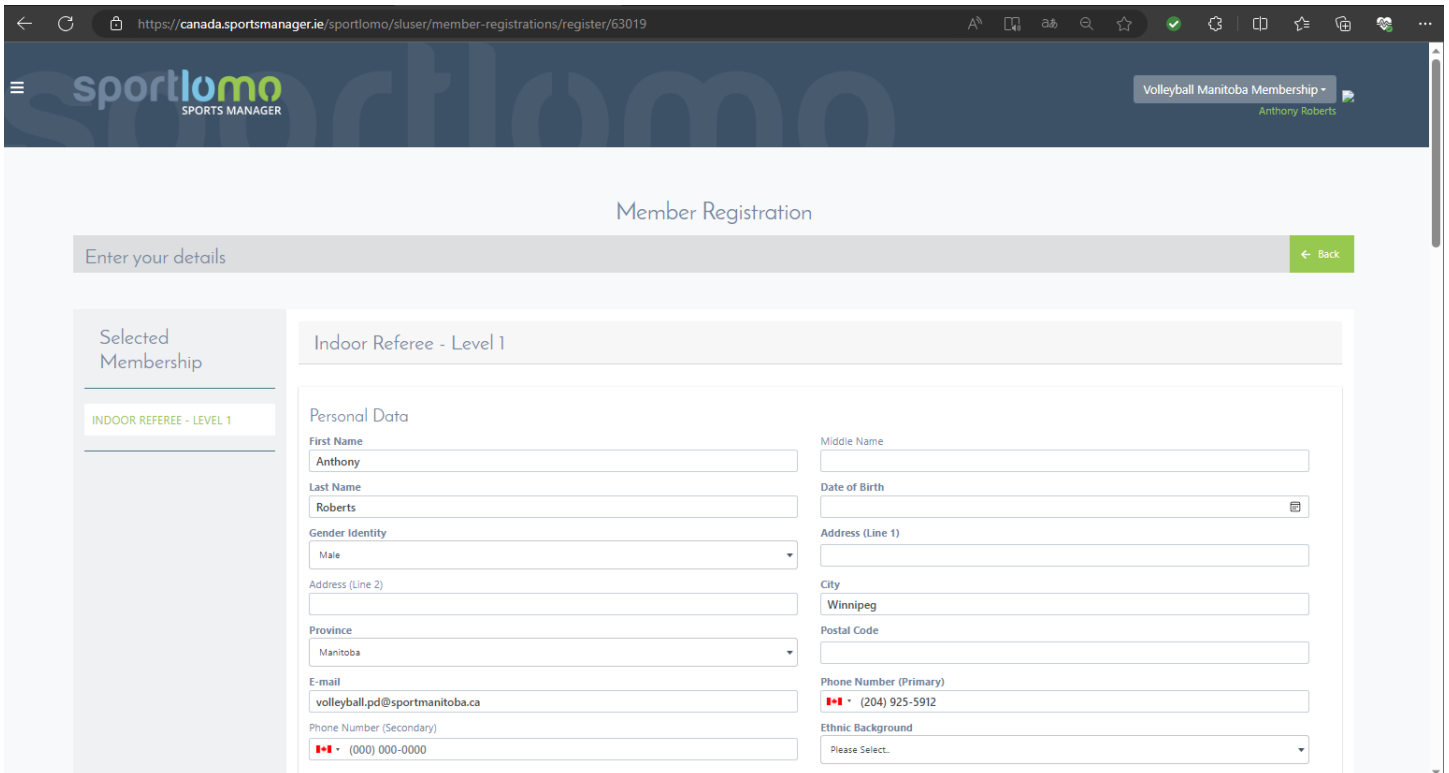 https://canada.sportsmanager.ie/sportlomo/sluser/member-registrations/register/63019
sportlomo
SPORTS MANAGER
Volleyball Manitoba Membership
Anthony Roberts
sportlomo
Member Registration
Enter your details
← Back
Selected
Membership
INDOOR REFEREE - LEVEL 1
Indoor Referee - Level 1
Personal Data
First Name
Anthony
Middle Name
Last Name
Roberts
Date of Birth
Gender Identity
Male
Address (Line 1)
Address (Line 2)
City
Winnipeg
Province
Manitoba
Postal Code
E-mail
volleyball.pd@sportmanitoba.ca
Phone Number (Primary)
(204) 925-5912
Phone Number (Secondary)
(000) 000-0000
Ethnic Background
Please Select..